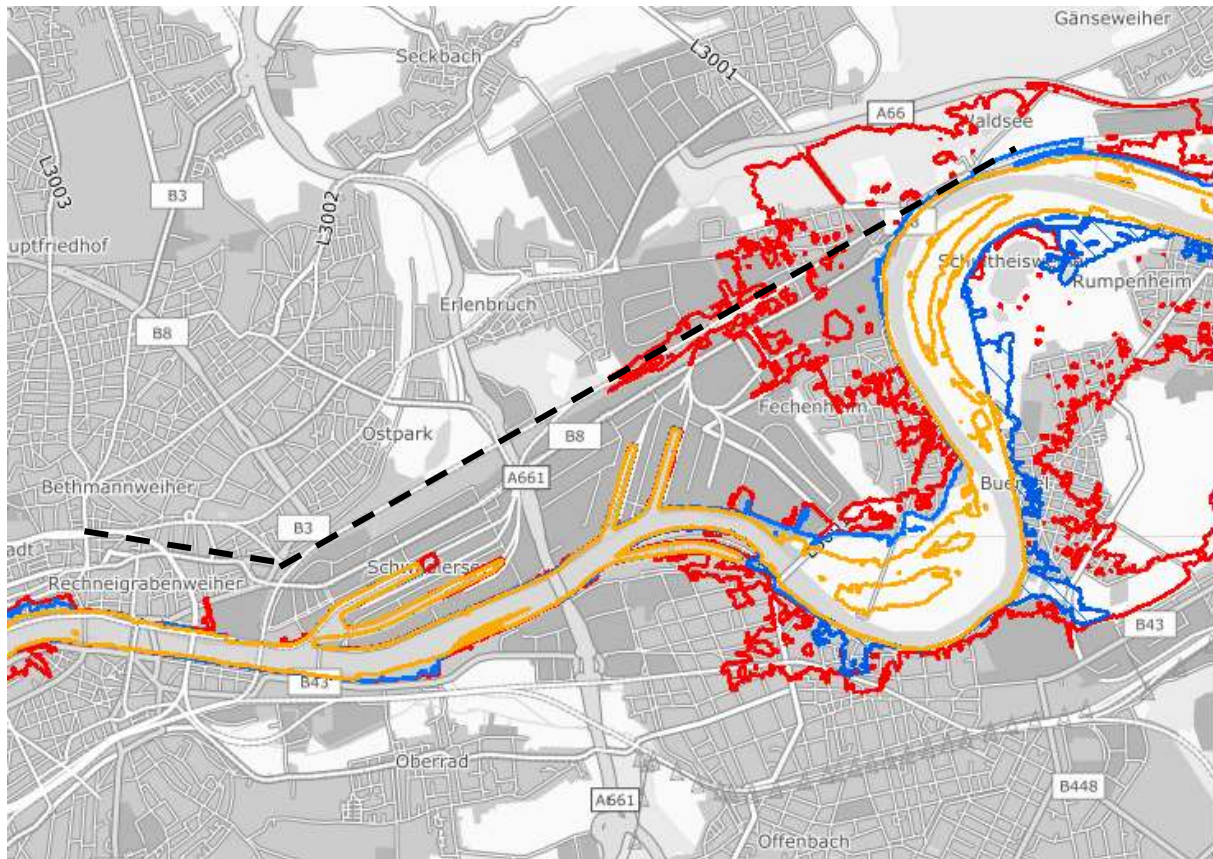 Gänseweiher
Seckbach
L3001
A66
Waldsee
L3003
B3
L3002
uptfriedhof
Rumpenheim
Erlenbruch
B8
Fechenheim
Ostpark
B8
A661
Bethmannweiher
B3
adt
Rechneigrabenweiher
B43
B43
Oberrad
A661
B448
Offenbach